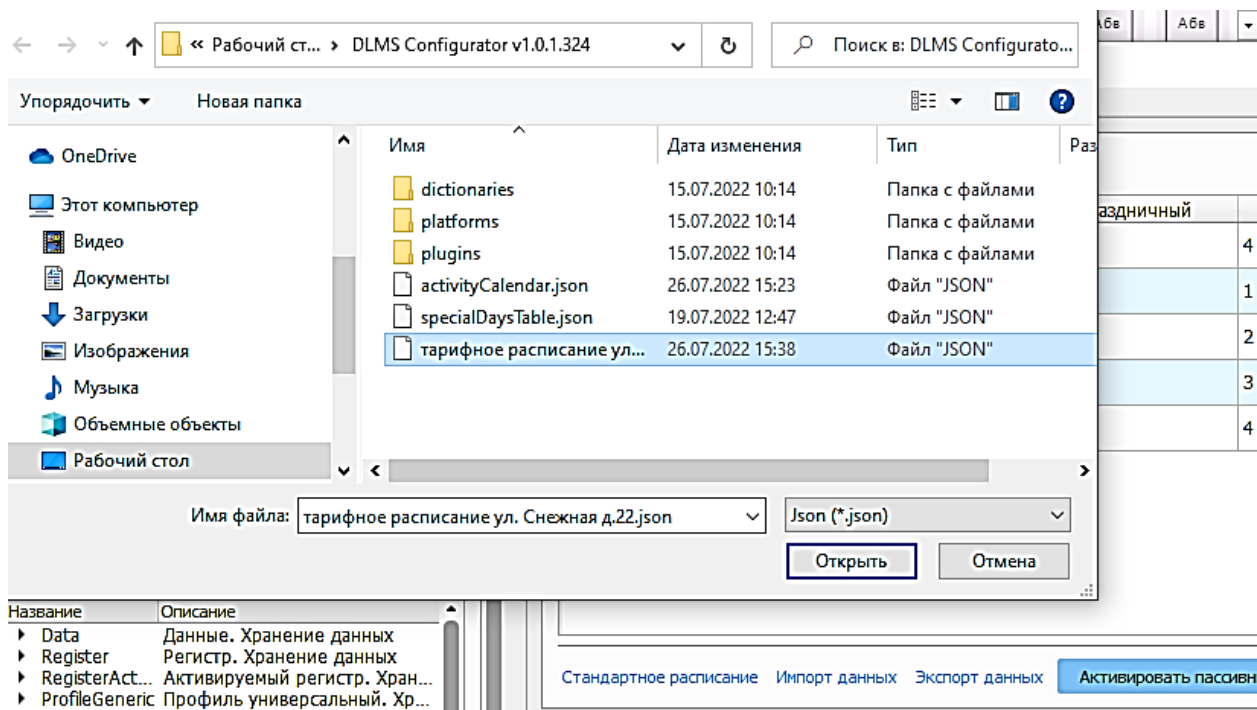 Абв Абв
« Рабочий ст... › DLMS Configurator v1.0.1.324 Поиск в: DLMS Configurato...
Упорядочить Новая папка
Имя Дата изменения Тип Раз
OneDrive
Этот компьютер
Видео
Документы
Загрузки
Изображения
Музыка
Объемные объекты
Рабочий стол
dictionaries 15.07.2022 10:14 Папка с файлами
platforms 15.07.2022 10:14 Папка с файлами
plugins 15.07.2022 10:14 Папка с файлами
activityCalendar.json 26.07.2022 15:23 Файл "JSON"
specialDaysTable.json 19.07.2022 12:47 Файл "JSON"
тарифное расписание ул... 26.07.2022 15:38 Файл "JSON"
аздничный
4
1
2
3
4
Имя файла: тарифное расписание ул. Снежная д.22.json Json (*.json)
Открыть Отмена
Название Описание
Data Данные. Хранение данных
Register Регистр. Хранение данных
RegisterAct... Активируемый регистр. Хран...
ProfileGeneric Профиль универсальный. Хр...
Стандартное расписание Импорт данных Экспорт данных Активировать пассивн